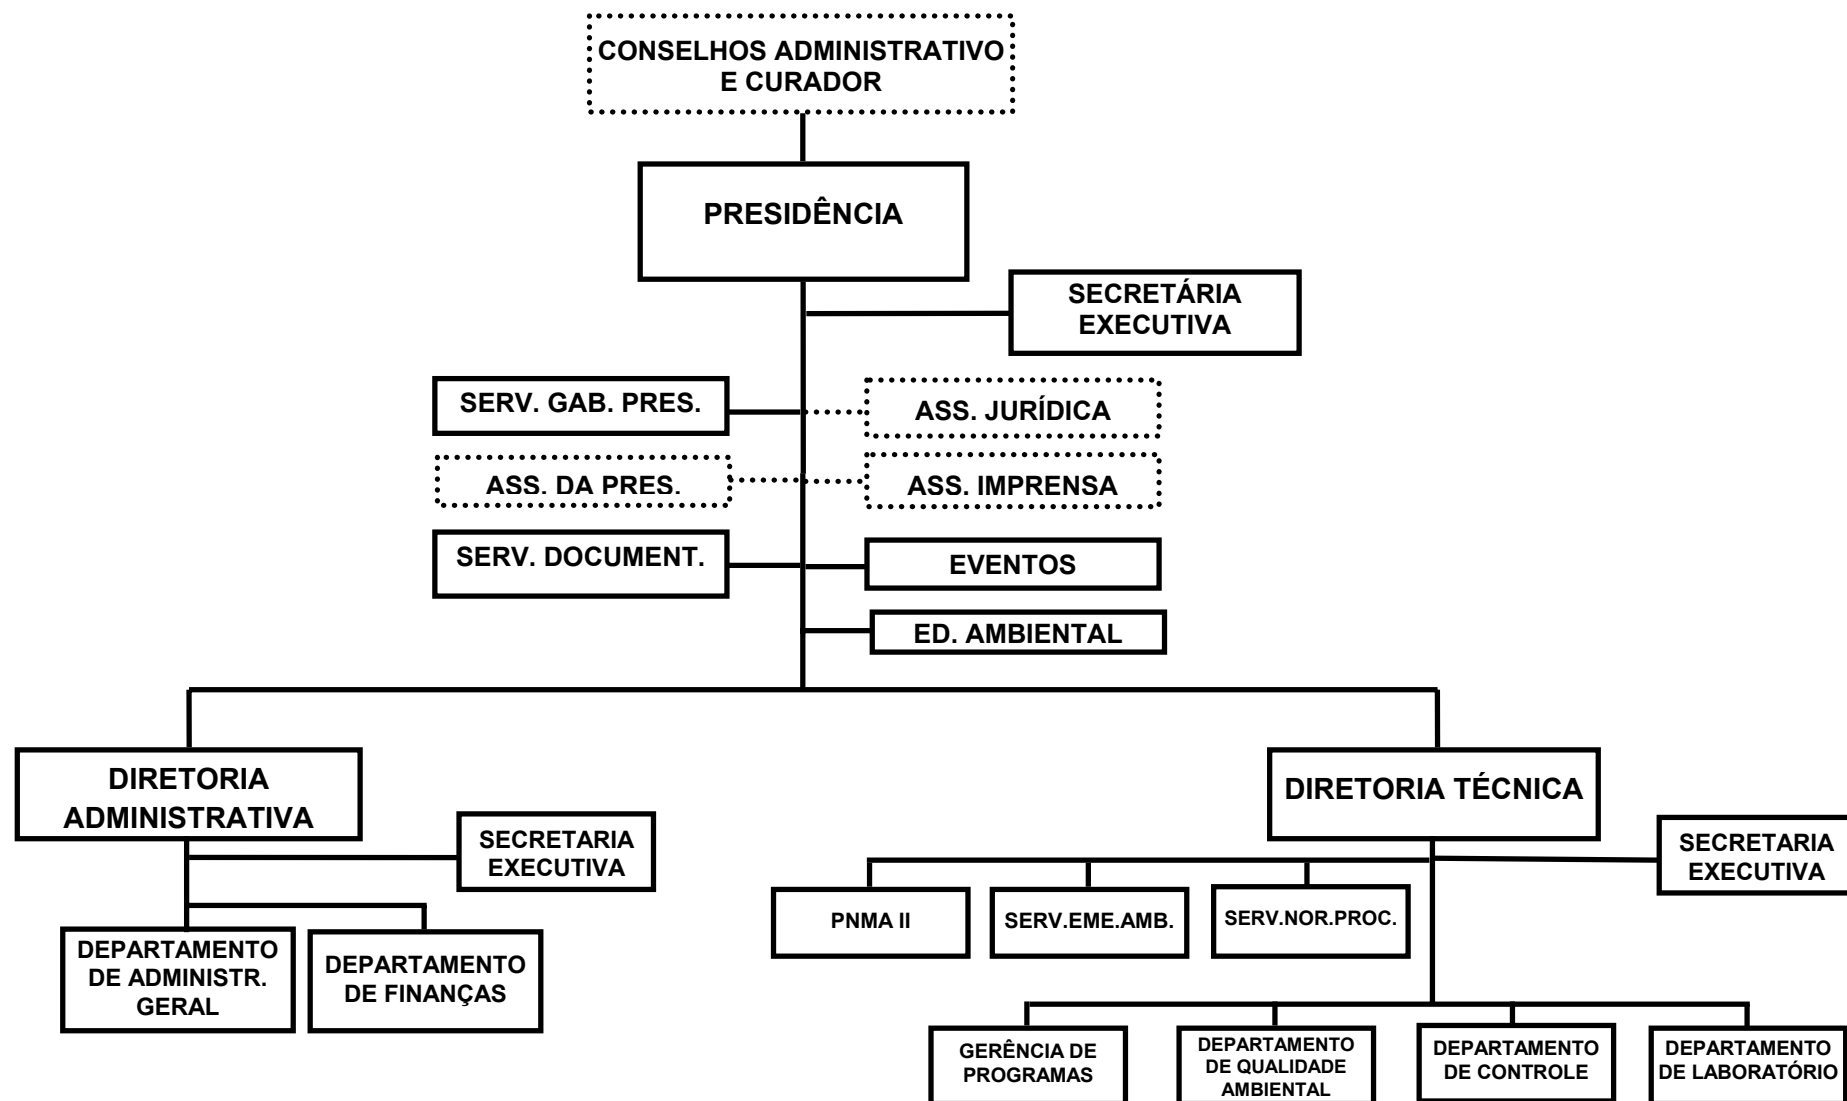 CONSELHOS ADMINISTRATIVO
E CURADOR
PRESIDÊNCIA
SECRETÁRIA
EXECUTIVA
SERV. GAB. PRES.
ASS. JURÍDICA
ASS. DA PRES.
ASS. IMPRENSA
SERV. DOCUMENT.
EVENTOS
ED. AMBIENTAL
DIRETORIA
ADMINISTRATIVA
SECRETARIA
EXECUTIVA
DEPARTAMENTO
DE ADMINISTR.
GERAL
DEPARTAMENTO
DE FINANÇAS
DIRETORIA TÉCNICA
SECRETARIA
EXECUTIVA
PNMA II
SERV.EME.AMB.
SERV.NOR.PROC.
GERÊNCIA DE
PROGRAMAS
DEPARTAMENTO
DE QUALIDADE
AMBIENTAL
DEPARTAMENTO
DE CONTROLE
DEPARTAMENTO
DE LABORATÓRIO